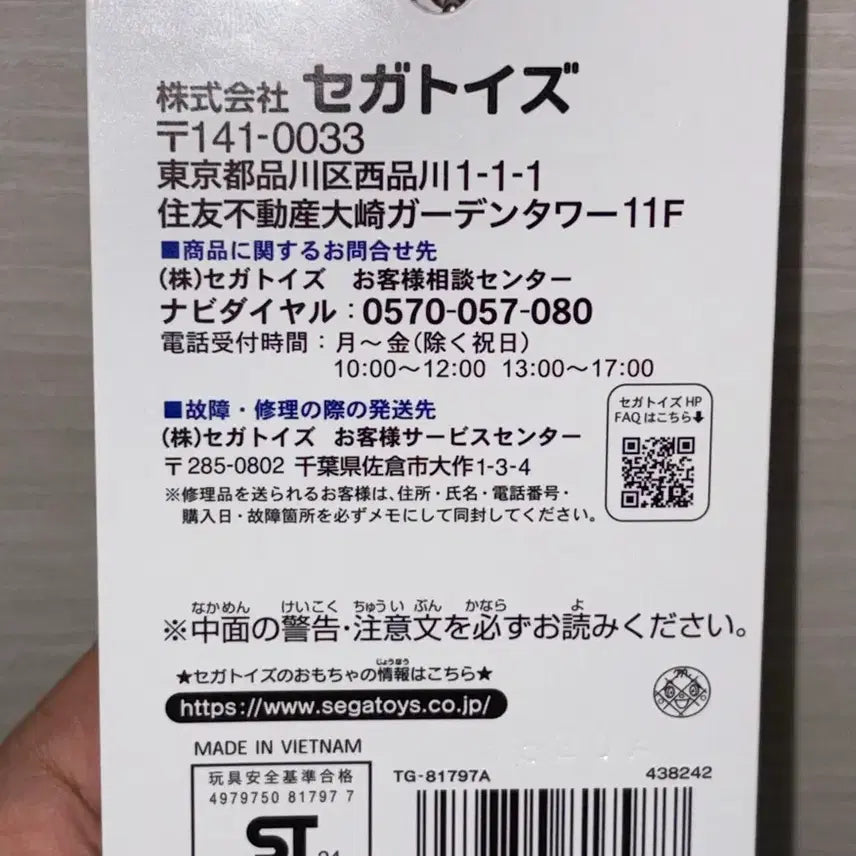 株式会社 セガトイズ
〒141-0033
東京都品川区西品川1-1-1
住友不動産大崎ガーデンタワー11F
■商品に関するお問合せ先
(株)セガトイズ お客様相談センター
ナビダイヤル：0570-057-080
電話受付時間：月～金(除く祝日)
10:00～12:00 13:00～17:00
■故障・修理の際の発送先
(株)セガトイズ お客様サービスセンター
〒285-0802 千葉県佐倉市大作1-3-4
※修理品を送られるお客様は、住所・氏名・電話番号・
購入日・故障箇所を必ずメモにして同封してください。
セガトイズ HP
FAQはこちら⬇
なかめん けいこく ちゅうい ぶん かなら よ
※中面の警告・注意文を必ずお読みください。
じょうほう
★セガトイズのおもちゃの情報はこちら★
https://www.segatoys.co.jp/
MADE IN VIETNAM
玩具安全基準合格
4979750 81797 7
ST
TG-81797A
438242